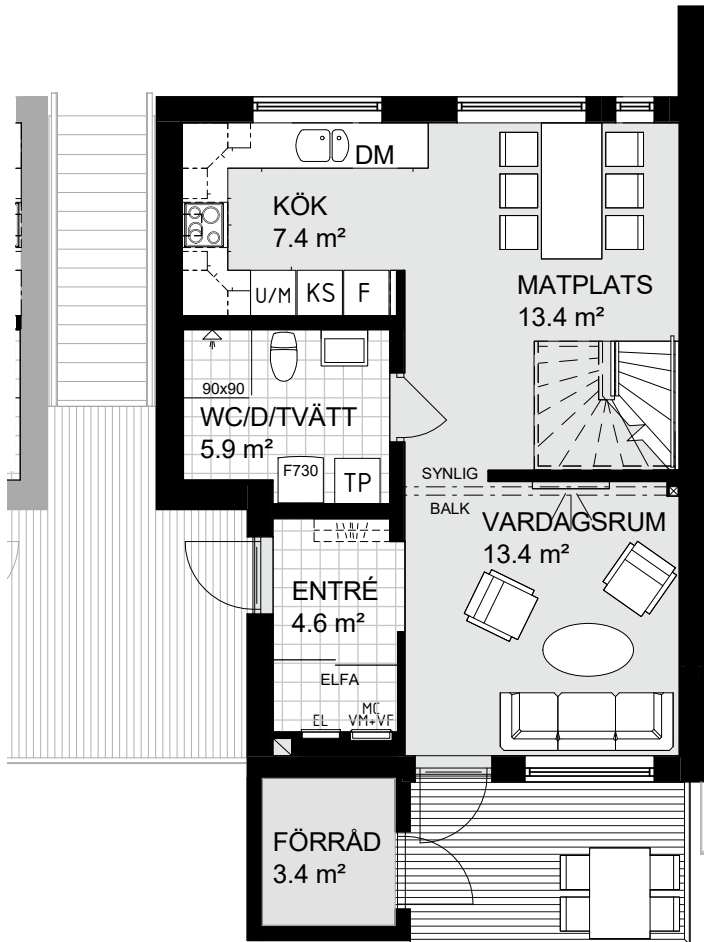 DM
KÖK
7.4 m²
U/M KS F
MATPLATS
13.4 m²
90x90
WC/D/TVÄTT
5.9 m²
F730
TP
SYNLIG
BALK
VARDAGSRUM
13.4 m²
ENTRÉ
4.6 m²
ELFA
EL
MC
VM+VF
FÖRRÅD
3.4 m²